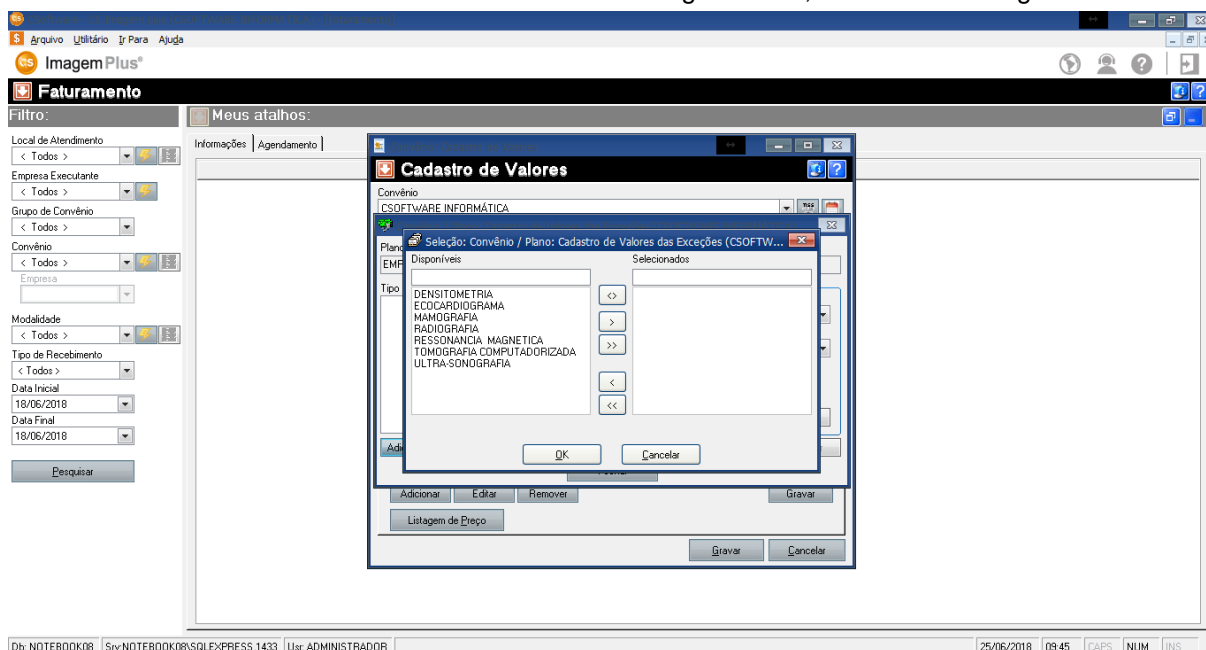 Arquivo Utilitário Ir Para Ajuda
cs ImagemPlus®
Faturamento
Filtro:
Meus atalhos:
Local de Atendimento
< Todos >
Empresa Executante
< Todos >
Grupo de Convênio
< Todos >
Convênio
< Todos >
Empresa
Modalidade
< Todos >
Tipo de Recebimento
< Todos >
Data Inicial
18/06/2018
Data Final
18/06/2018
Pesquisar
Informações Agendamento
Cadastro de Valores
Convênio
CSOFTWARE INFORMÁTICA
Plano
Tipo
Seleção: Convênio / Plano: Cadastro de Valores das Exceções (CSOFTW...
Disponíveis Selecionados
DENSITOMETRIA
ECOCARDIOGRAMA
MAMOGRAFIA
RADIOGRAFIA
RESSONANCIA MAGNETICA
TOMOGRAFIA COMPUTADORIZADA
ULTRA-SONOGRAFIA
<>
>
>>
<
<<
OK Cancelar
Adicionar Editar Remover Gravar
Listagem de Preço
Gravar Cancelar
Db: NOTEBOOK08 Srv:NOTEBOOK08\SQLEXPRESS,1433 Usr: ADMINISTRADOR 25/06/2018 09:45 CAPS NUM INS